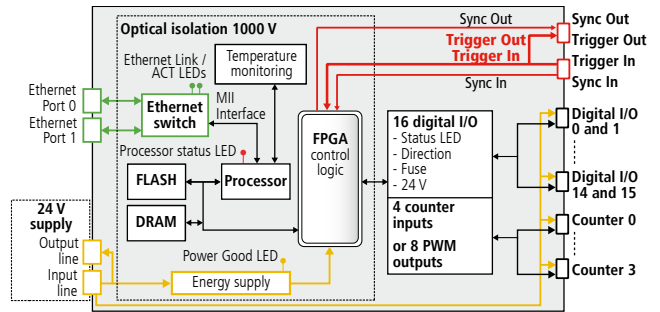 Sync Out
Sync Out
Optical isolation 1000 V
Trigger Out
Trigger Out
Trigger In
Trigger In
Sync In
Sync In
Ethernet Link /
ACT LEDs
Temperature
monitoring
Ethernet
Port 0
Ethernet
Port 1
Ethernet
switch
MII
Interface
Processor status LED
FLASH
Processor
DRAM
FPGA
control
logic
16 digital I/O
- Status LED
- Direction
- Fuse
- 24 V
4 counter
inputs
or 8 PWM
outputs
Digital I/O
0 and 1
Digital I/O
14 and 15
Counter 0
Counter 3
24 V
supply
Output
line
Input
line
Power Good LED
Energy supply